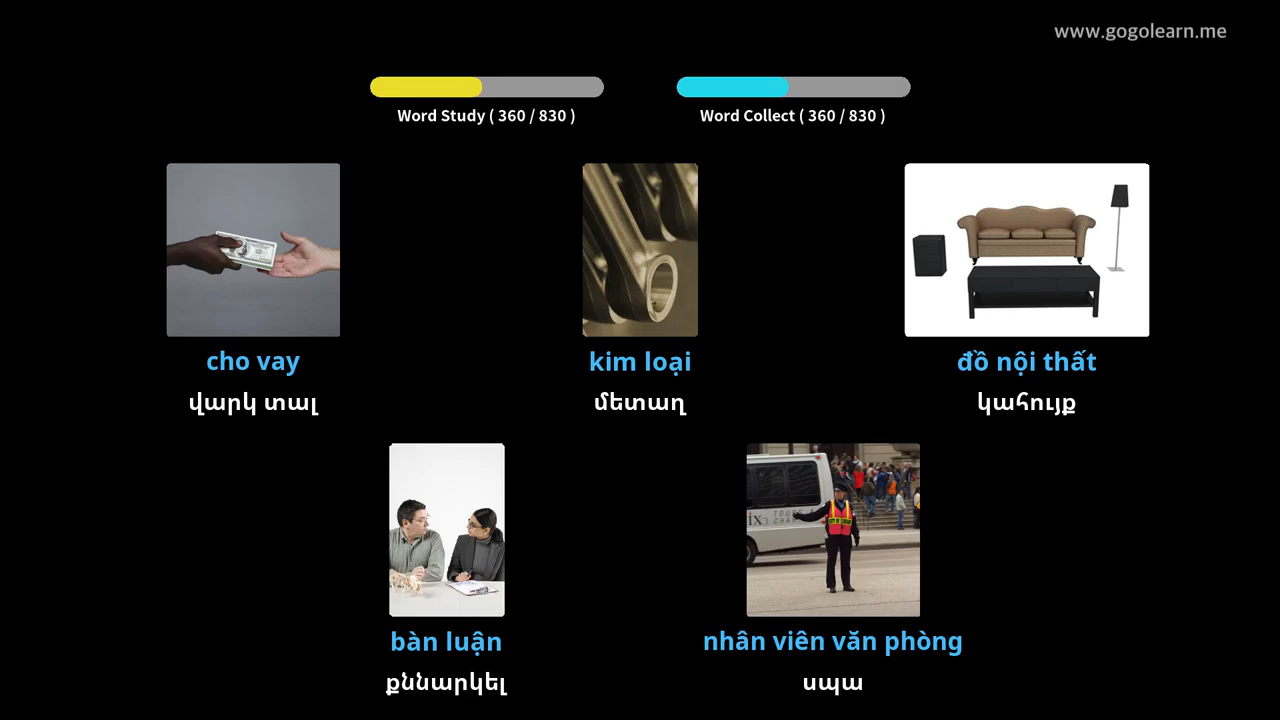 www.gogolearn.me
Word Study ( 360 / 830 )
Word Collect ( 360 / 830 )
cho vay
վարկ տալ
kim loại
մետաղ
đồ nội thất
կահույք
bàn luận
քննարկել
nhân viên văn phòng
սպա